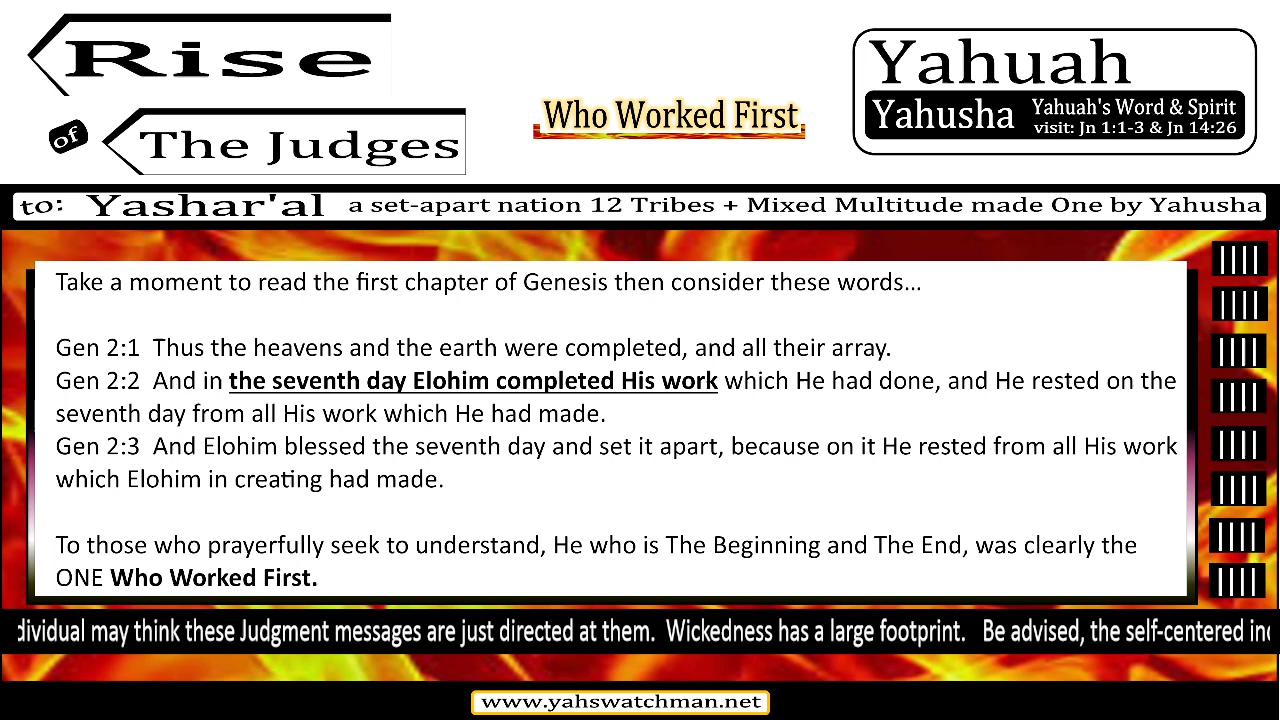 Rise
of
The Judges
Who Worked First
Yahuah
Yahusha
Yahuah's Word & Spirit
visit: Jn 1:1-3 & Jn 14:26
to: Yashar'al a set-apart nation 12 Tribes + Mixed Multitude made One by Yahusha
Take a moment to read the first chapter of Genesis then consider these words...
Gen 2:1 Thus the heavens and the earth were completed, and all their array.
Gen 2:2 And in the seventh day Elohim completed His work which He had done, and He rested on the
seventh day from all His work which He had made.
Gen 2:3 And Elohim blessed the seventh day and set it apart, because on it He rested from all His work
which Elohim in creating had made.
To those who prayerfully seek to understand, He who is The Beginning and The End, was clearly the
ONE Who Worked First.
dividual may think these Judgment messages are just directed at them. Wickedness has a large footprint. Be advised, the self-centered in
www.yahswatchman.net